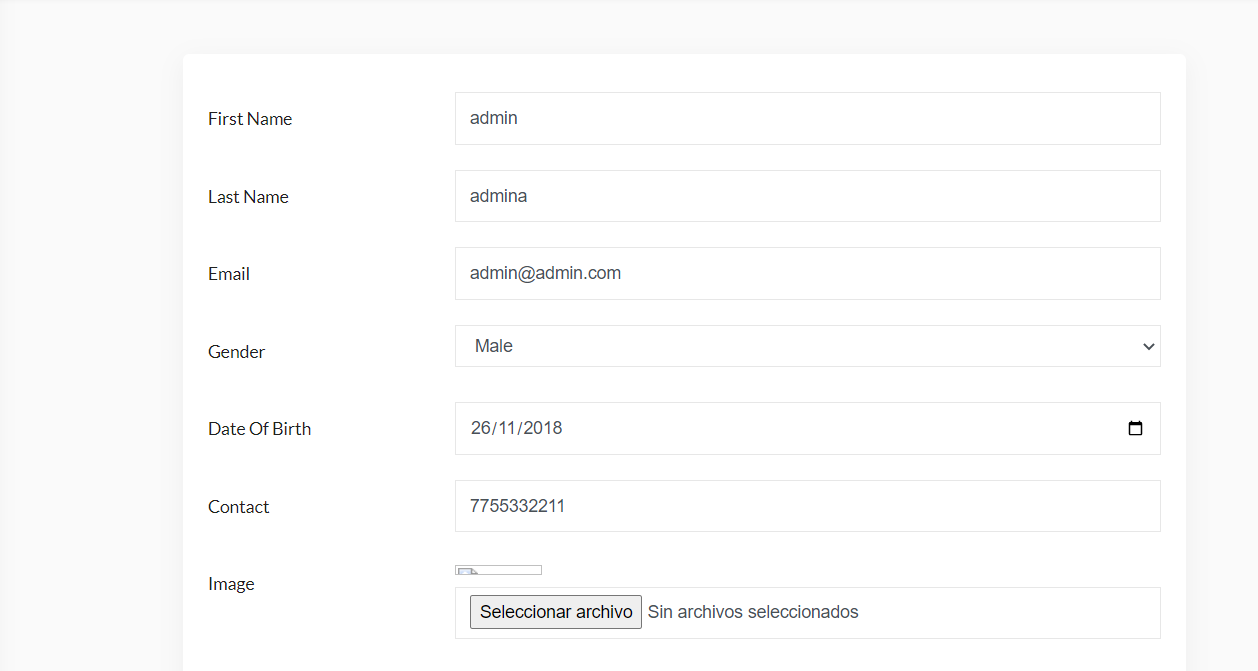 First Name admin
Last Name admina
Email admin@admin.com
Gender Male
Date Of Birth 26/11/2018
Contact 7755332211
Image
Seleccionar archivo Sin archivos seleccionados